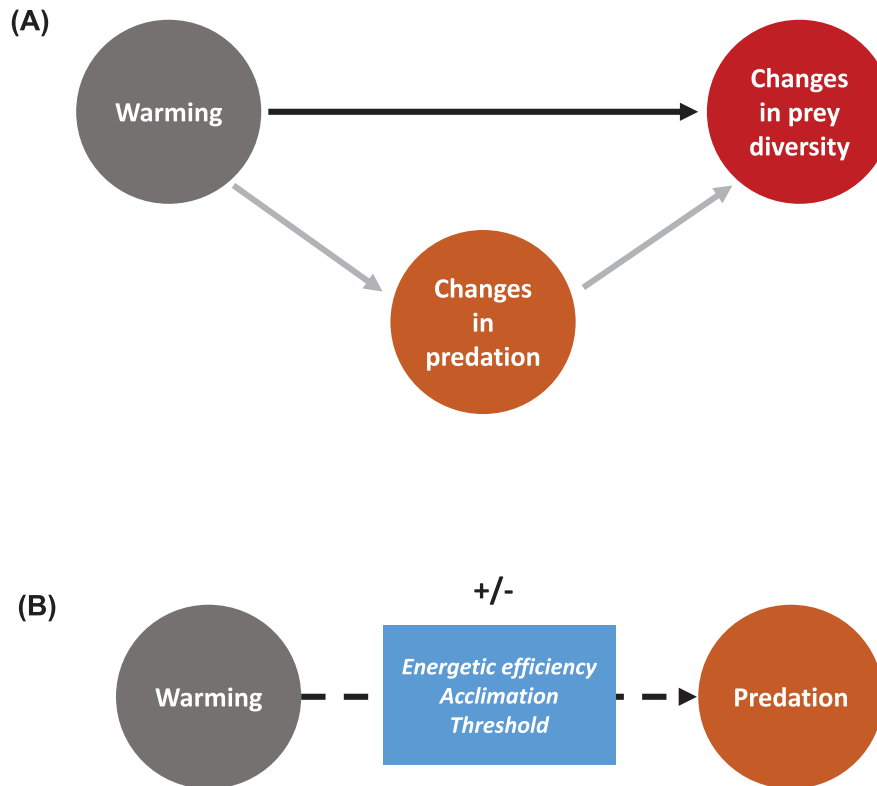 (A)
Warming
Changes
in prey
diversity
Changes
in
predation
(B)
+/-
Warming
Energetic efficiency
Acclimation
Threshold
Predation